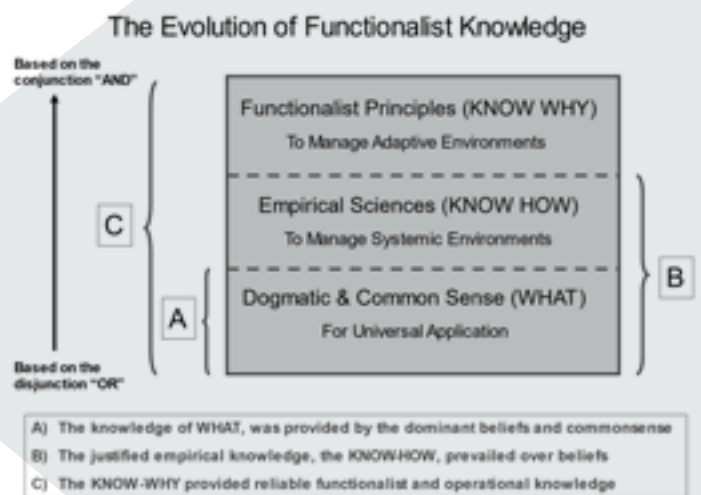 The Evolution of Functionalist Knowledge
Based on the
conjunction "AND"
Functionalist Principles (KNOW WHY)
To Manage Adaptive Environments
Empirical Sciences (KNOW HOW)
To Manage Systemic Environments
C
B
Dogmatic & Common Sense (WHAT)
For Universal Application
A
Based on the
disjunction "OR"
A) The knowledge of WHAT, was provided by the dominant beliefs and commonsense
B) The justified empirical knowledge, the KNOW-HOW, prevailed over beliefs
C) The KNOW-WHY provided reliable functionalist and operational knowledge